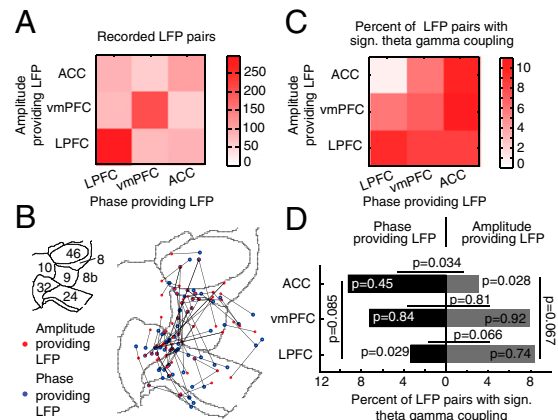 A
Recorded LFP pairs
Amplitude
providing LFP
ACC
vmPFC
LPFC
LPFC
vmPFC
ACC
Phase providing LFP
250
200
150
100
50
0
C
Percent of LFP pairs with
sign. theta gamma coupling
Amplitude
providing LFP
ACC
vmPFC
LPFC
LPFC
vmPFC
ACC
Phase providing LFP
10
8
6
4
2
0
B
46
8
10
9
8b
32
24
Amplitude
providing
LFP
Phase
providing
LFP
D
Phase
providing LFP
Amplitude
providing LFP
p=0.034
ACC
p=0.45
p=0.028
p=0.81
vmPFC
p=0.84
p=0.92
p=0.066
LPFC
p=0.029
p=0.74
p=0.085
p=0.067
12 8 4 0 4 8
Percent of LFP pairs with sign.
theta gamma coupling